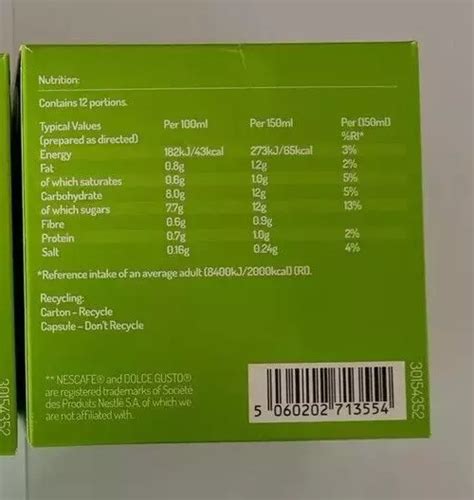 Nutrition:
Contains 12 portions.
Typical Values Per 100ml Per 150ml Per (150ml)
(prepared as directed) %RI*
Energy 182kJ/43kcal 273kJ/65kcal 3%
Fat 0.8g 1.2g 2%
of which saturates 0.6g 1.0g 5%
Carbohydrate 8.0g 12g 5%
of which sugars 7.7g 12g 13%
Fibre 0.6g 0.9g
Protein 0.7g 1.0g 2%
Salt 0.16g 0.24g 4%
*Reference intake of an average adult (8400kJ/2000kcal) (RI).
Recycling:
Carton - Recycle
Capsule - Don't Recycle
** NESCAFE® and DOLCE GUSTO®
are registered trademarks of Société
des Produits Nestlé S.A, of which we
are not affiliated with.
5 060202 713554
30154352
30154352